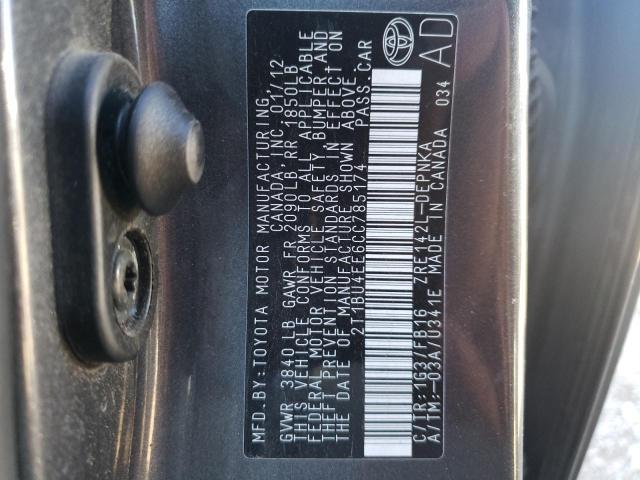 MFD.BY:TOYOTA MOTOR MANUFACTURING,
CANADA, INC. 01/12
GVWR 3840 LB GAWR FR 2090LB RR 1850LB
THIS VEHICLE CONFORMS TO ALL APPLICABLE
FEDERAL MOTOR VEHICLE SAFETY, BUMPER AND
THEFT PREVENTION STANDARDS IN EFFECT ON
THE DATE OF MANUFACTURE SHOWN ABOVE.
2T1BU4EE6CC785174 PASS.CAR
C/TR:1G3/FB16 ZRE142L-DEPNKA
A/TM:-03A/U341E MADE IN CANADA 034
AD